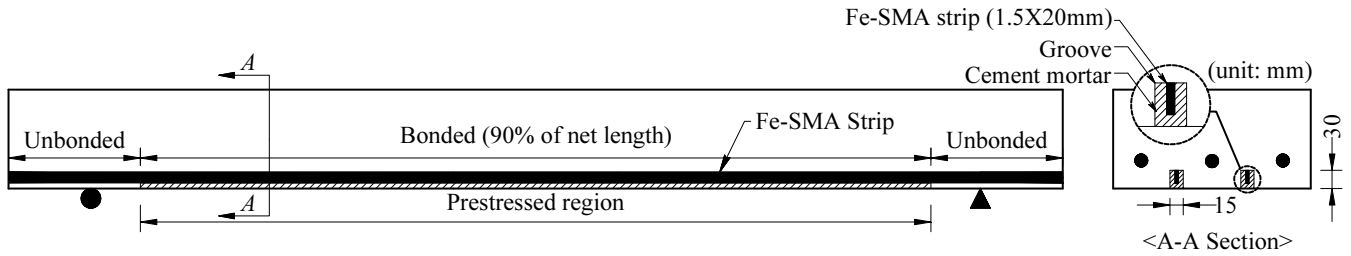 Fe-SMA strip (1.5X20mm)
Groove
Cement mortar
(unit: mm)
A
Unbonded
Bonded (90% of net length)
Fe-SMA Strip
Unbonded
30
A
Prestressed region
15
<A-A Section>